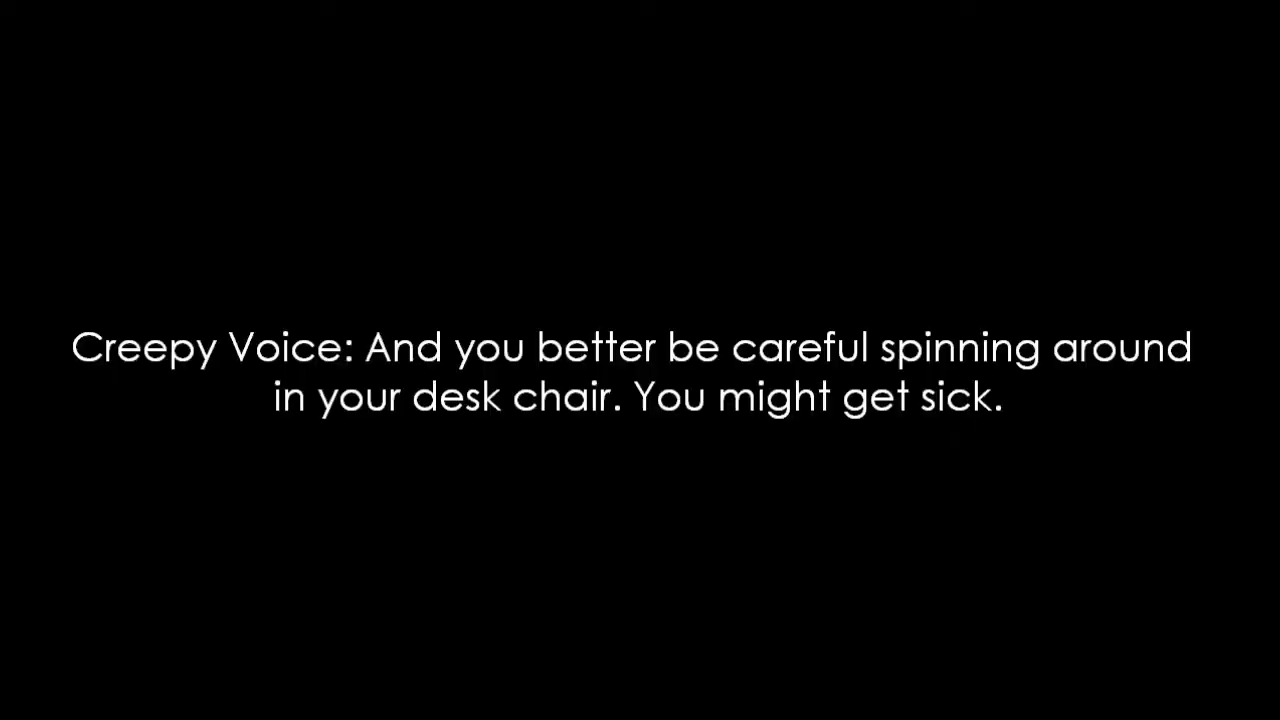 Creepy Voice: And you better be careful spinning around
in your desk chair. You might get sick.